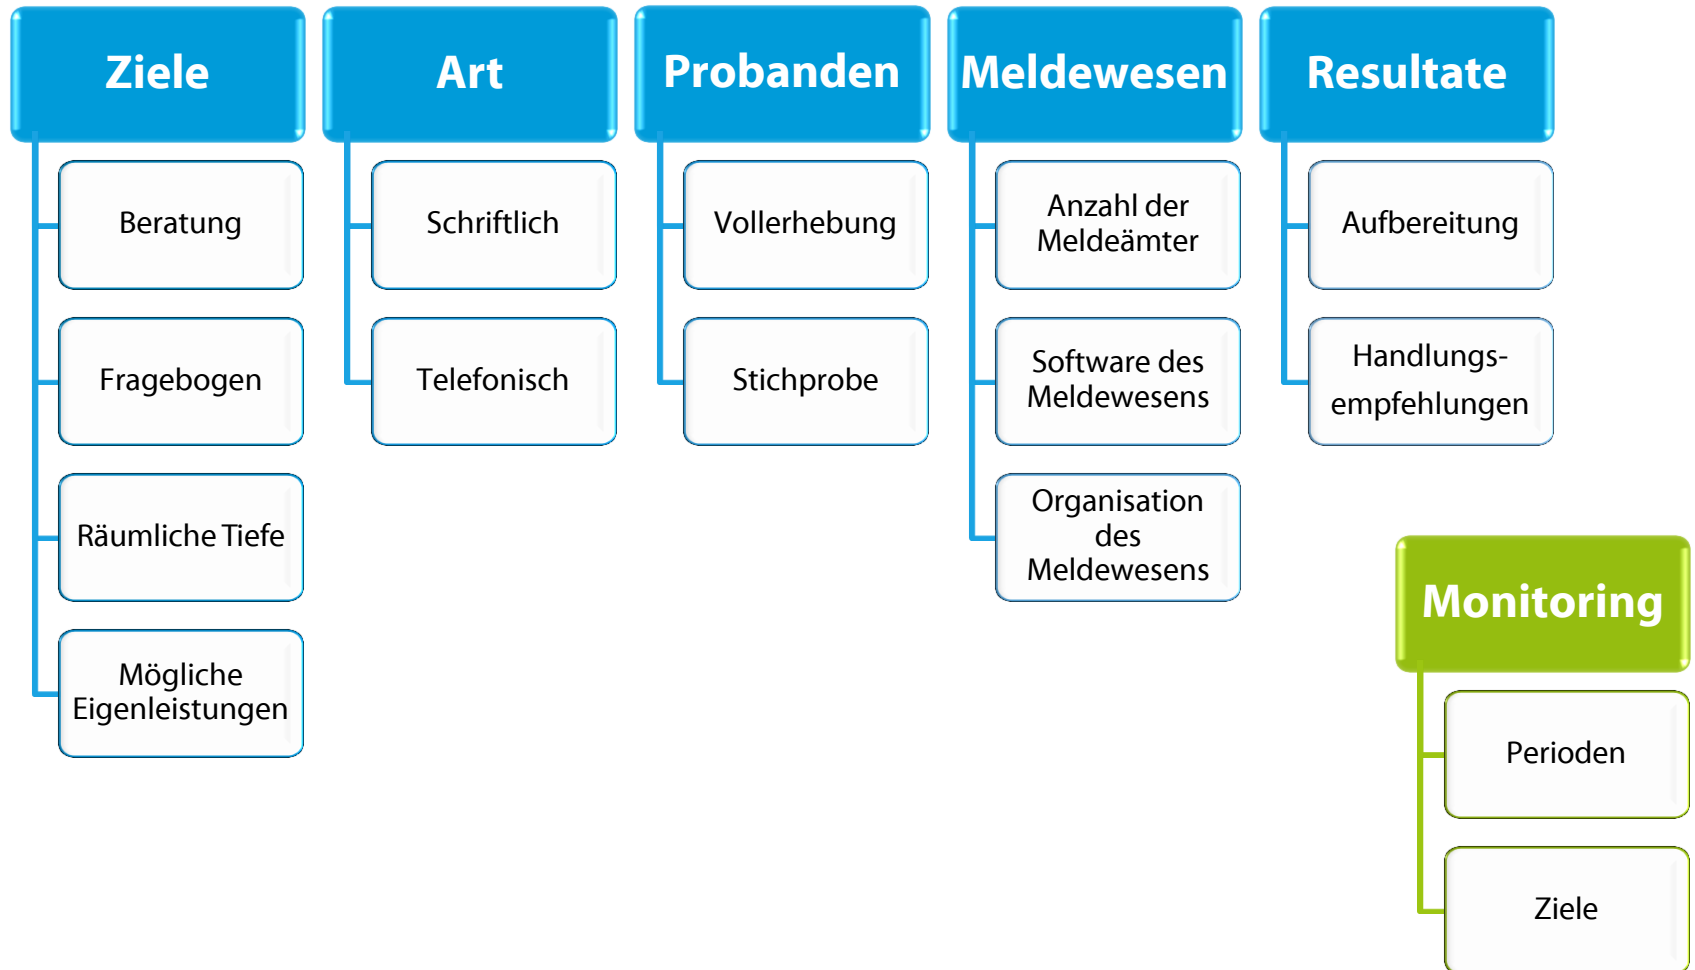 Ziele
Beratung
Fragebogen
Räumliche Tiefe
Mögliche
Eigenleistungen
Art
Schriftlich
Telefonisch
Probanden
Vollerhebung
Stichprobe
Meldewesen
Anzahl der
Meldeämter
Software des
Meldewesens
Organisation
des
Meldewesens
Resultate
Aufbereitung
Handlungs-
empfehlungen
Monitoring
Perioden
Ziele